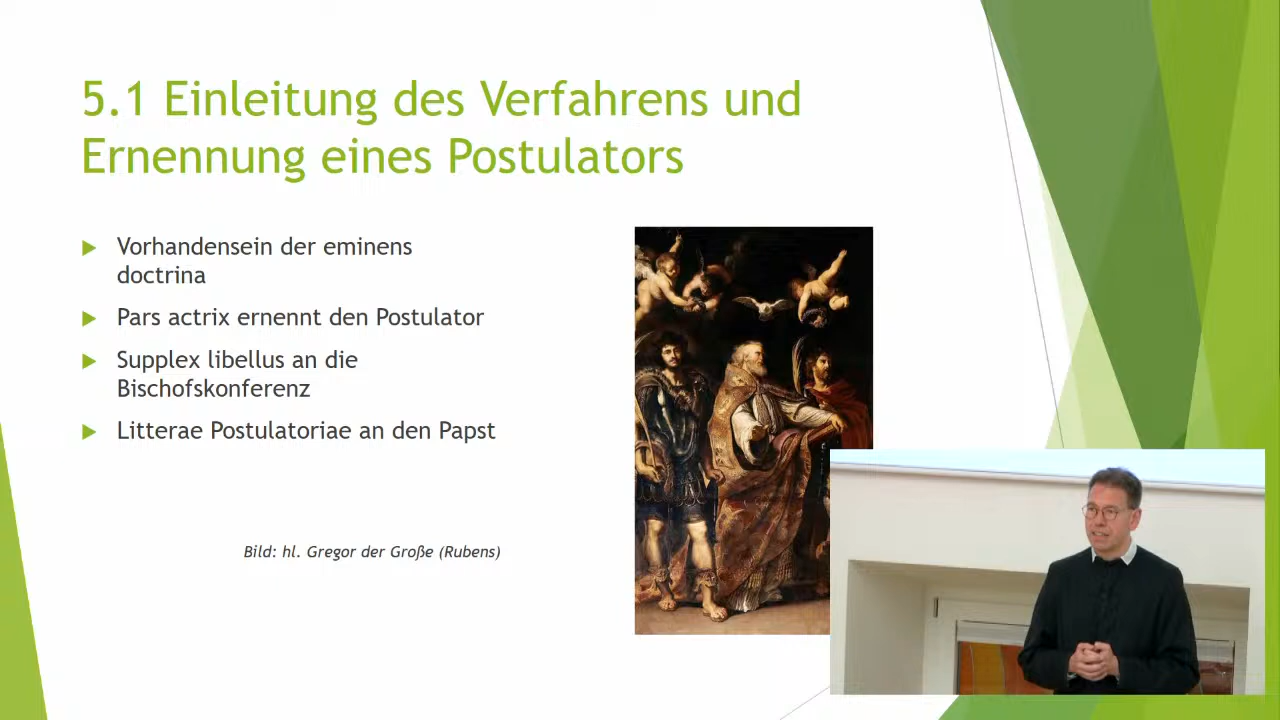 5.1 Einleitung des Verfahrens und
Ernennung eines Postulators
Vorhandensein der eminens
doctrina
Pars actrix ernennt den Postulator
Supplex libellus an die
Bischofskonferenz
Litterae Postulatoriae an den Papst
Bild: hl. Gregor der Große (Rubens)